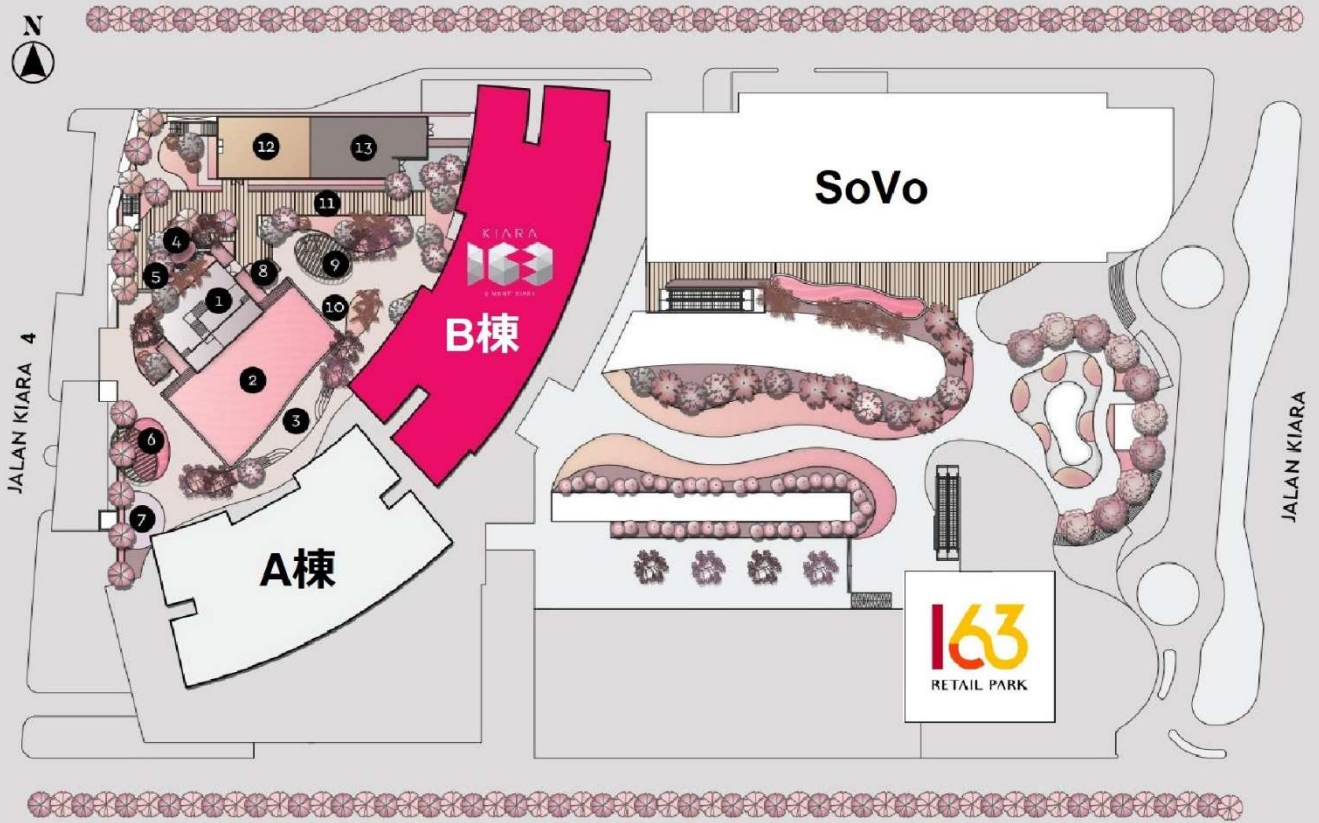 N
12
13
SoVo
11
4
KIARA
163
9
5
8
1
10
B棟
JALAN KIARA 4
2
3
6
JALAN KIARA
7
A棟
163
RETAIL PARK